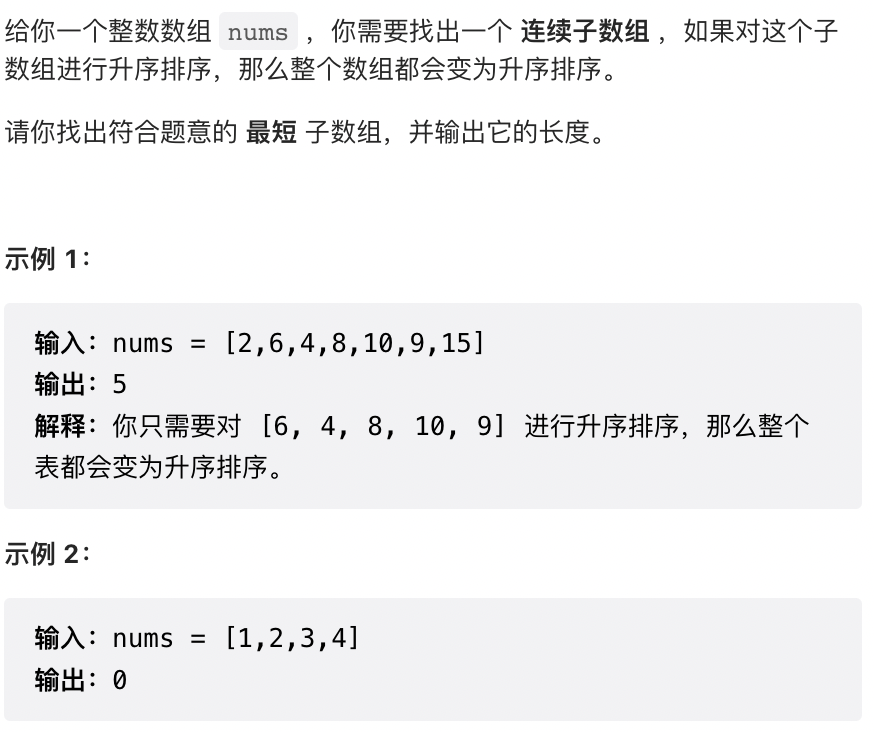 给你一个整数数组 nums ，你需要找出一个 连续子数组 ，如果对这个子
数组进行升序排序，那么整个数组都会变为升序排序。
请你找出符合题意的 最短 子数组，并输出它的长度。
示例 1：
输入：nums = [2,6,4,8,10,9,15]
输出：5
解释：你只需要对 [6, 4, 8, 10, 9] 进行升序排序，那么整个
表都会变为升序排序。
示例 2：
输入：nums = [1,2,3,4]
输出：0